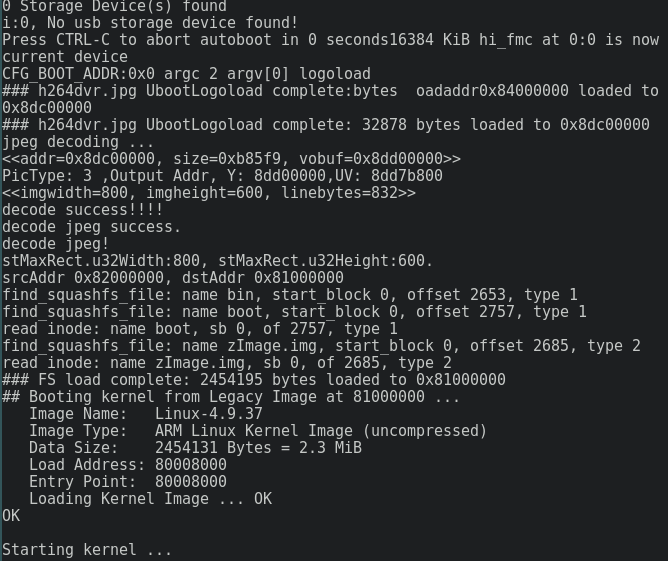 0 Storage Device(s) found
i:0, No usb storage device found!
Press CTRL-C to abort autoboot in 0 seconds16384 KiB hi_fmc at 0:0 is now
current device
CFG_BOOT_ADDR:0x0 argc 2 argv[0] logoload
### h264dvr.jpg UbootLogoload complete:bytes  oadaddr0x84000000 loaded to
0x8dc00000
### h264dvr.jpg UbootLogoload complete: 32878 bytes loaded to 0x8dc00000
jpeg decoding ...
<<addr=0x8dc00000, size=0xb85f9, vobuf=0x8dd00000>>
PicType: 3 ,Output Addr, Y: 8dd00000,UV: 8dd7b800
<<imgwidth=800, imgheight=600, linebytes=832>>
decode success!!!!
decode jpeg success.
decode jpeg!
stMaxRect.u32Width:800, stMaxRect.u32Height:600.
srcAddr 0x82000000, dstAddr 0x81000000
find_squashfs_file: name bin, start_block 0, offset 2653, type 1
find_squashfs_file: name boot, start_block 0, offset 2757, type 1
read_inode: name boot, sb 0, of 2757, type 1
find_squashfs_file: name zImage.img, start_block 0, offset 2685, type 2
read_inode: name zImage.img, sb 0, of 2685, type 2
### FS load complete: 2454195 bytes loaded to 0x81000000
## Booting kernel from Legacy Image at 81000000 ...
   Image Name:   Linux-4.9.37
   Image Type:   ARM Linux Kernel Image (uncompressed)
   Data Size:    2454131 Bytes = 2.3 MiB
   Load Address: 80008000
   Entry Point:  80008000
   Loading Kernel Image ... OK
OK

Starting kernel ...